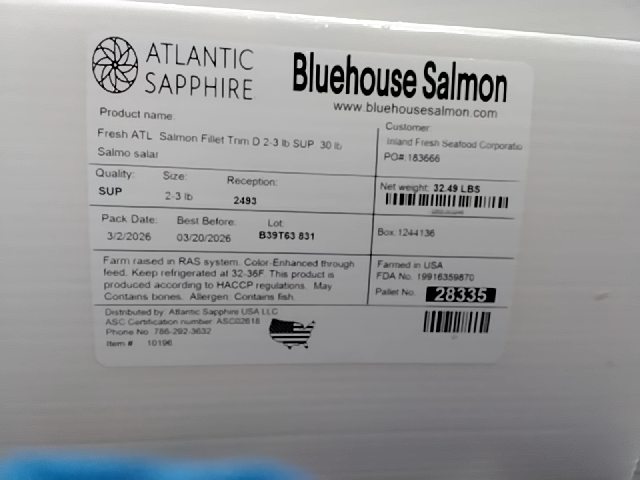 ATLANTIC
SAPPHIRE
Bluehouse Salmon
www.bluehousesalmon.com
Product name:
Fresh ATL Salmon Fillet Trim D 2-3 lb SUP 30 lb
Salmo salar
Customer:
Inland Fresh Seafood Corporatio
PO#: 183666
Quality:
SUP
Size:
2-3 lb
Reception:
2493
Net weight: 32.49 LBS
Pack Date:
3/2/2026
Best Before:
03/20/2026
Lot:
B39T63 831
Box: 1244136
Farm raised in RAS system. Color-Enhanced through
feed. Keep refrigerated at 32-36F. This product is
produced according to HACCP regulations. May
Contains bones. Allergen: Contains fish.
Farmed in USA
FDA No. 19916359870
Pallet No. 28335
Distributed by: Atlantic Sapphire USA LLC
ASC Certification number: ASC02618
Phone No. 786-292-3632
Item # 10196